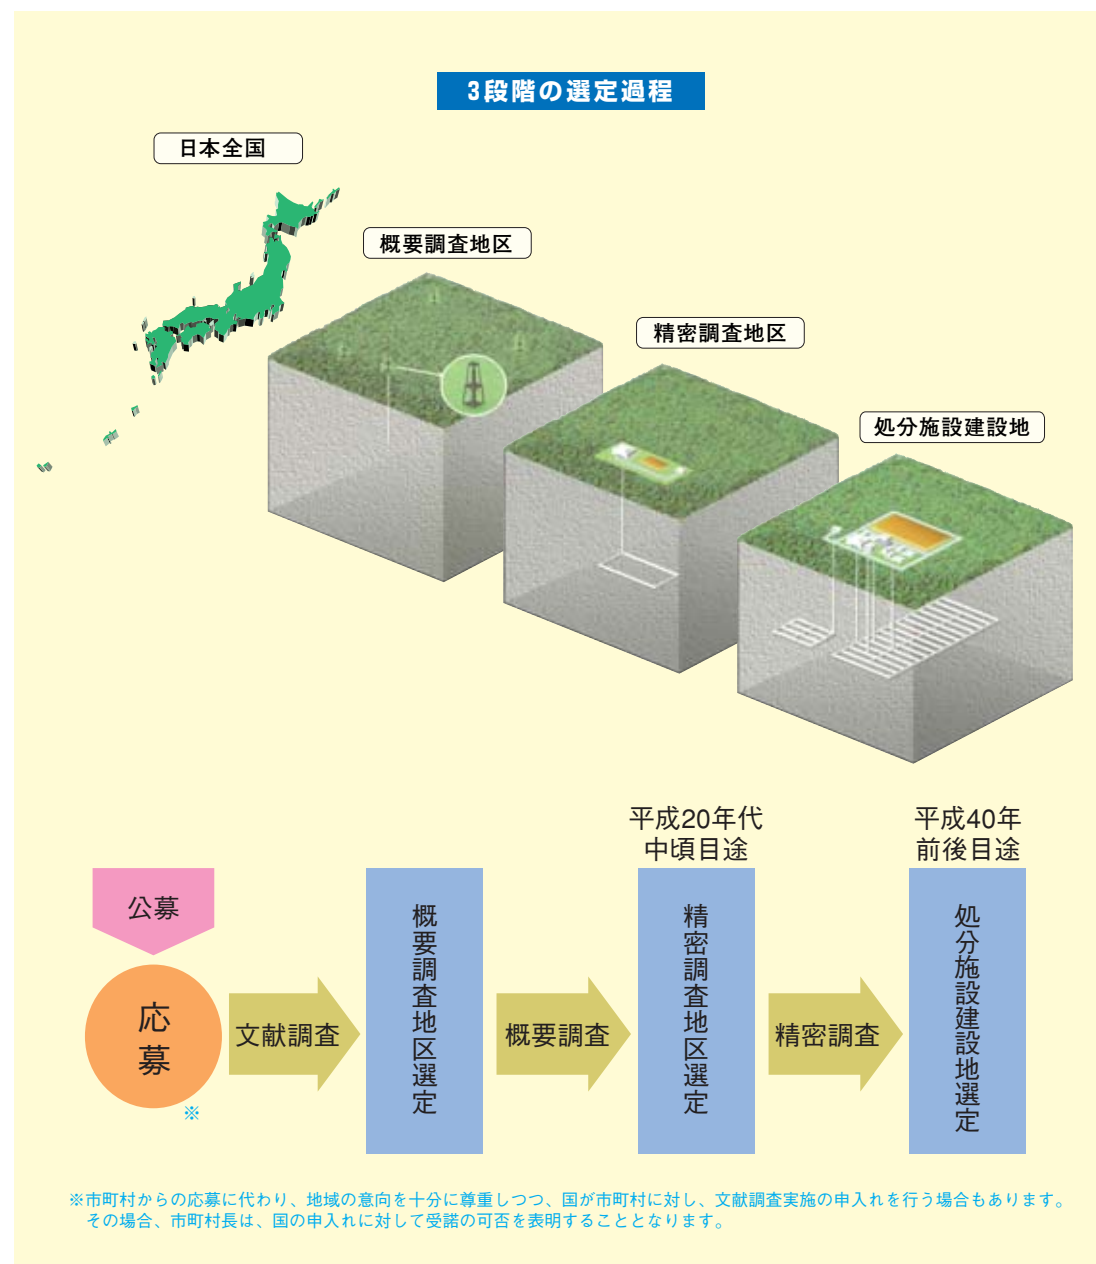 3段階の選定過程
日本全国
概要調査地区
精密調査地区
処分施設建設地
平成20年代
中頃目途
平成40年
前後目途
公募
応募
※
文献調査
概要調査地区選定
概要調査
精密調査地区選定
精密調査
処分施設建設地選定
※市町村からの応募に代わり、地域の意向を十分に尊重しつつ、国が市町村に対し、文献調査実施の申入れを行う場合もあります。
その場合、市町村長は、国の申入れに対して受諾の可否を表明することとなります。